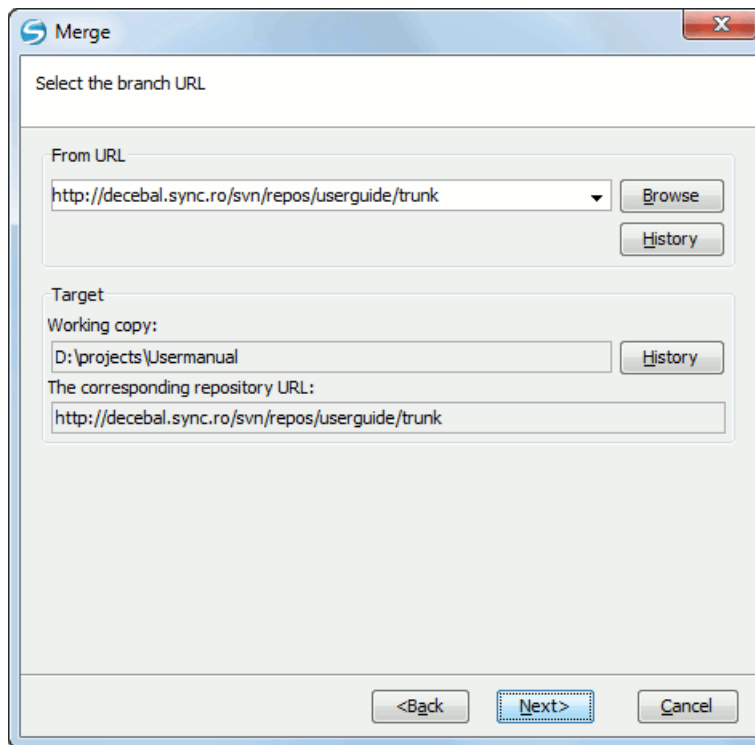 Merge
Select the branch URL
From URL
http://decebal.sync.ro/svn/repos/userguide/trunk
Browse
History
Target
Working copy:
D:\projects\Usermanual
History
The corresponding repository URL:
http://decebal.sync.ro/svn/repos/userguide/trunk
<Back Next> Cancel